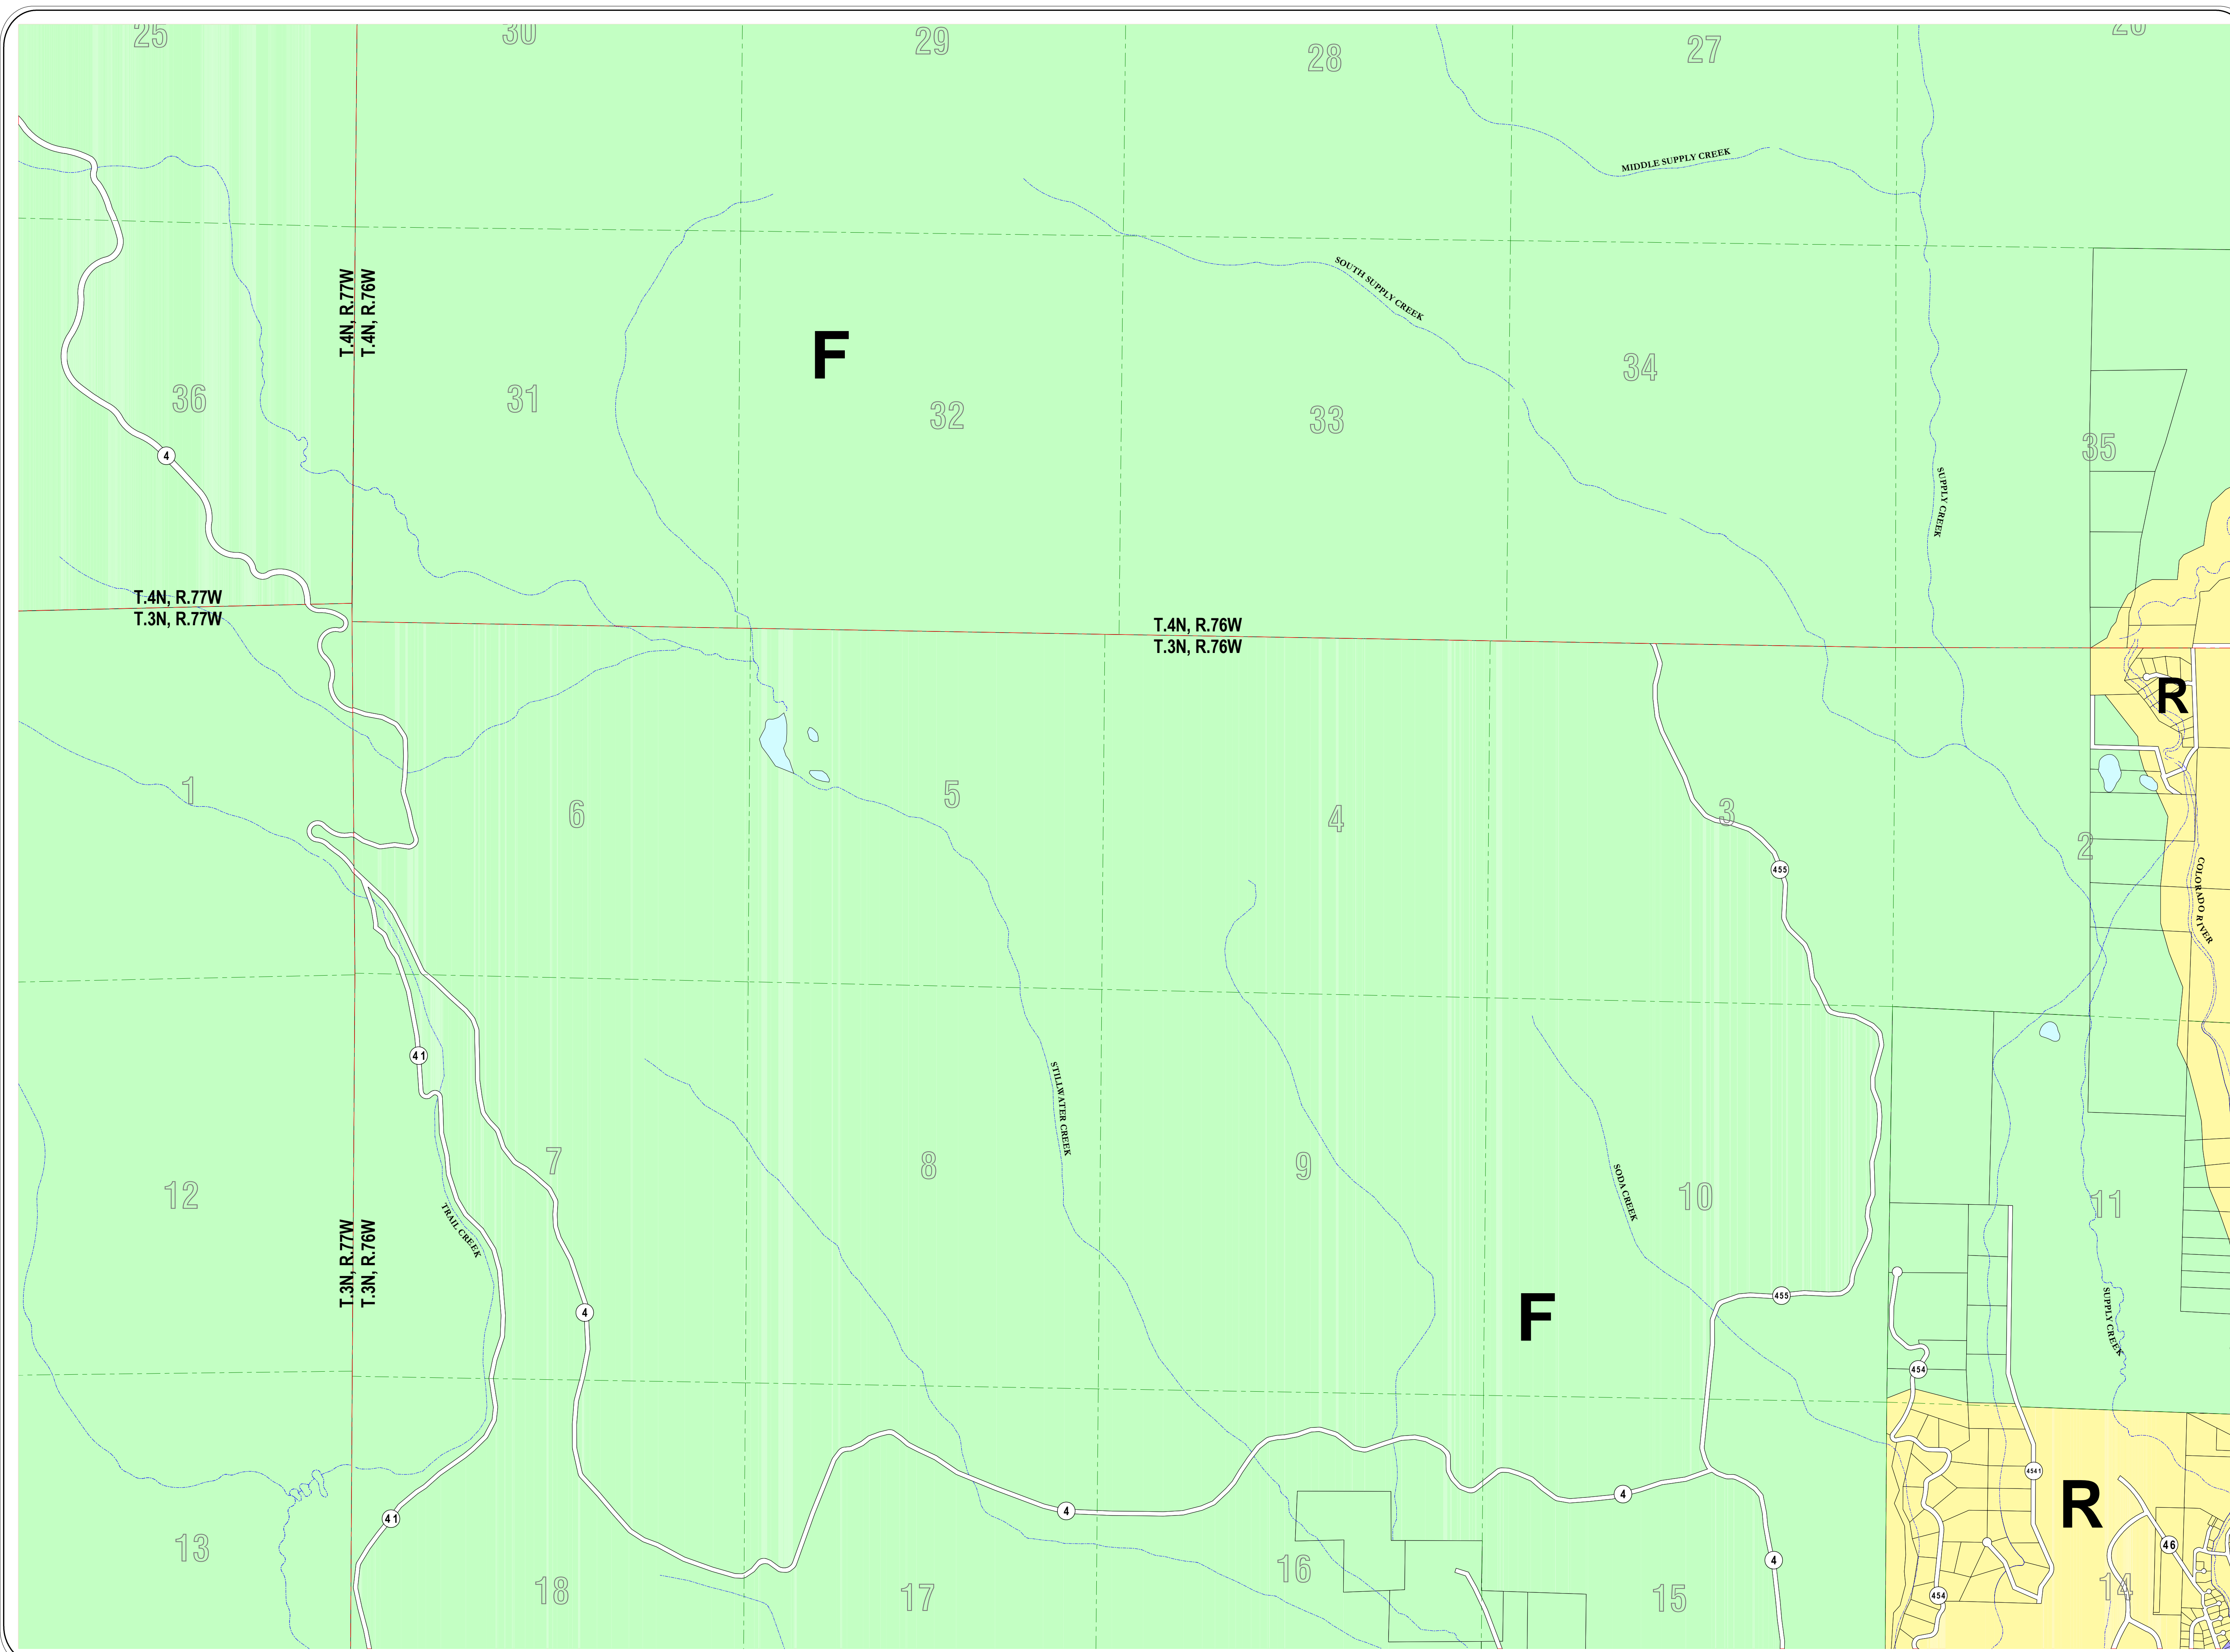 25
30
29
28
27
26
MIDDLE SUPPLY CREEK
T.4N, R.77W
T.4N, R.76W
SOUTH SUPPLY CREEK
F
36
31
32
33
34
35
4
SUPPLY CREEK
T.4N, R.77W
T.3N, R.77W
T.4N, R.76W
T.3N, R.76W
R
1
6
5
4
3
2
455
COLORADO RIVER
41
STILLWATER CREEK
7
8
9
10
11
12
SODA CREEK
TRAIL CREEK
T.3N, R.77W
T.3N, R.76W
4
F
455
SUPPLY CREEK
454
4541
R
41
4
4
46
13
18
17
16
15
14
4
454